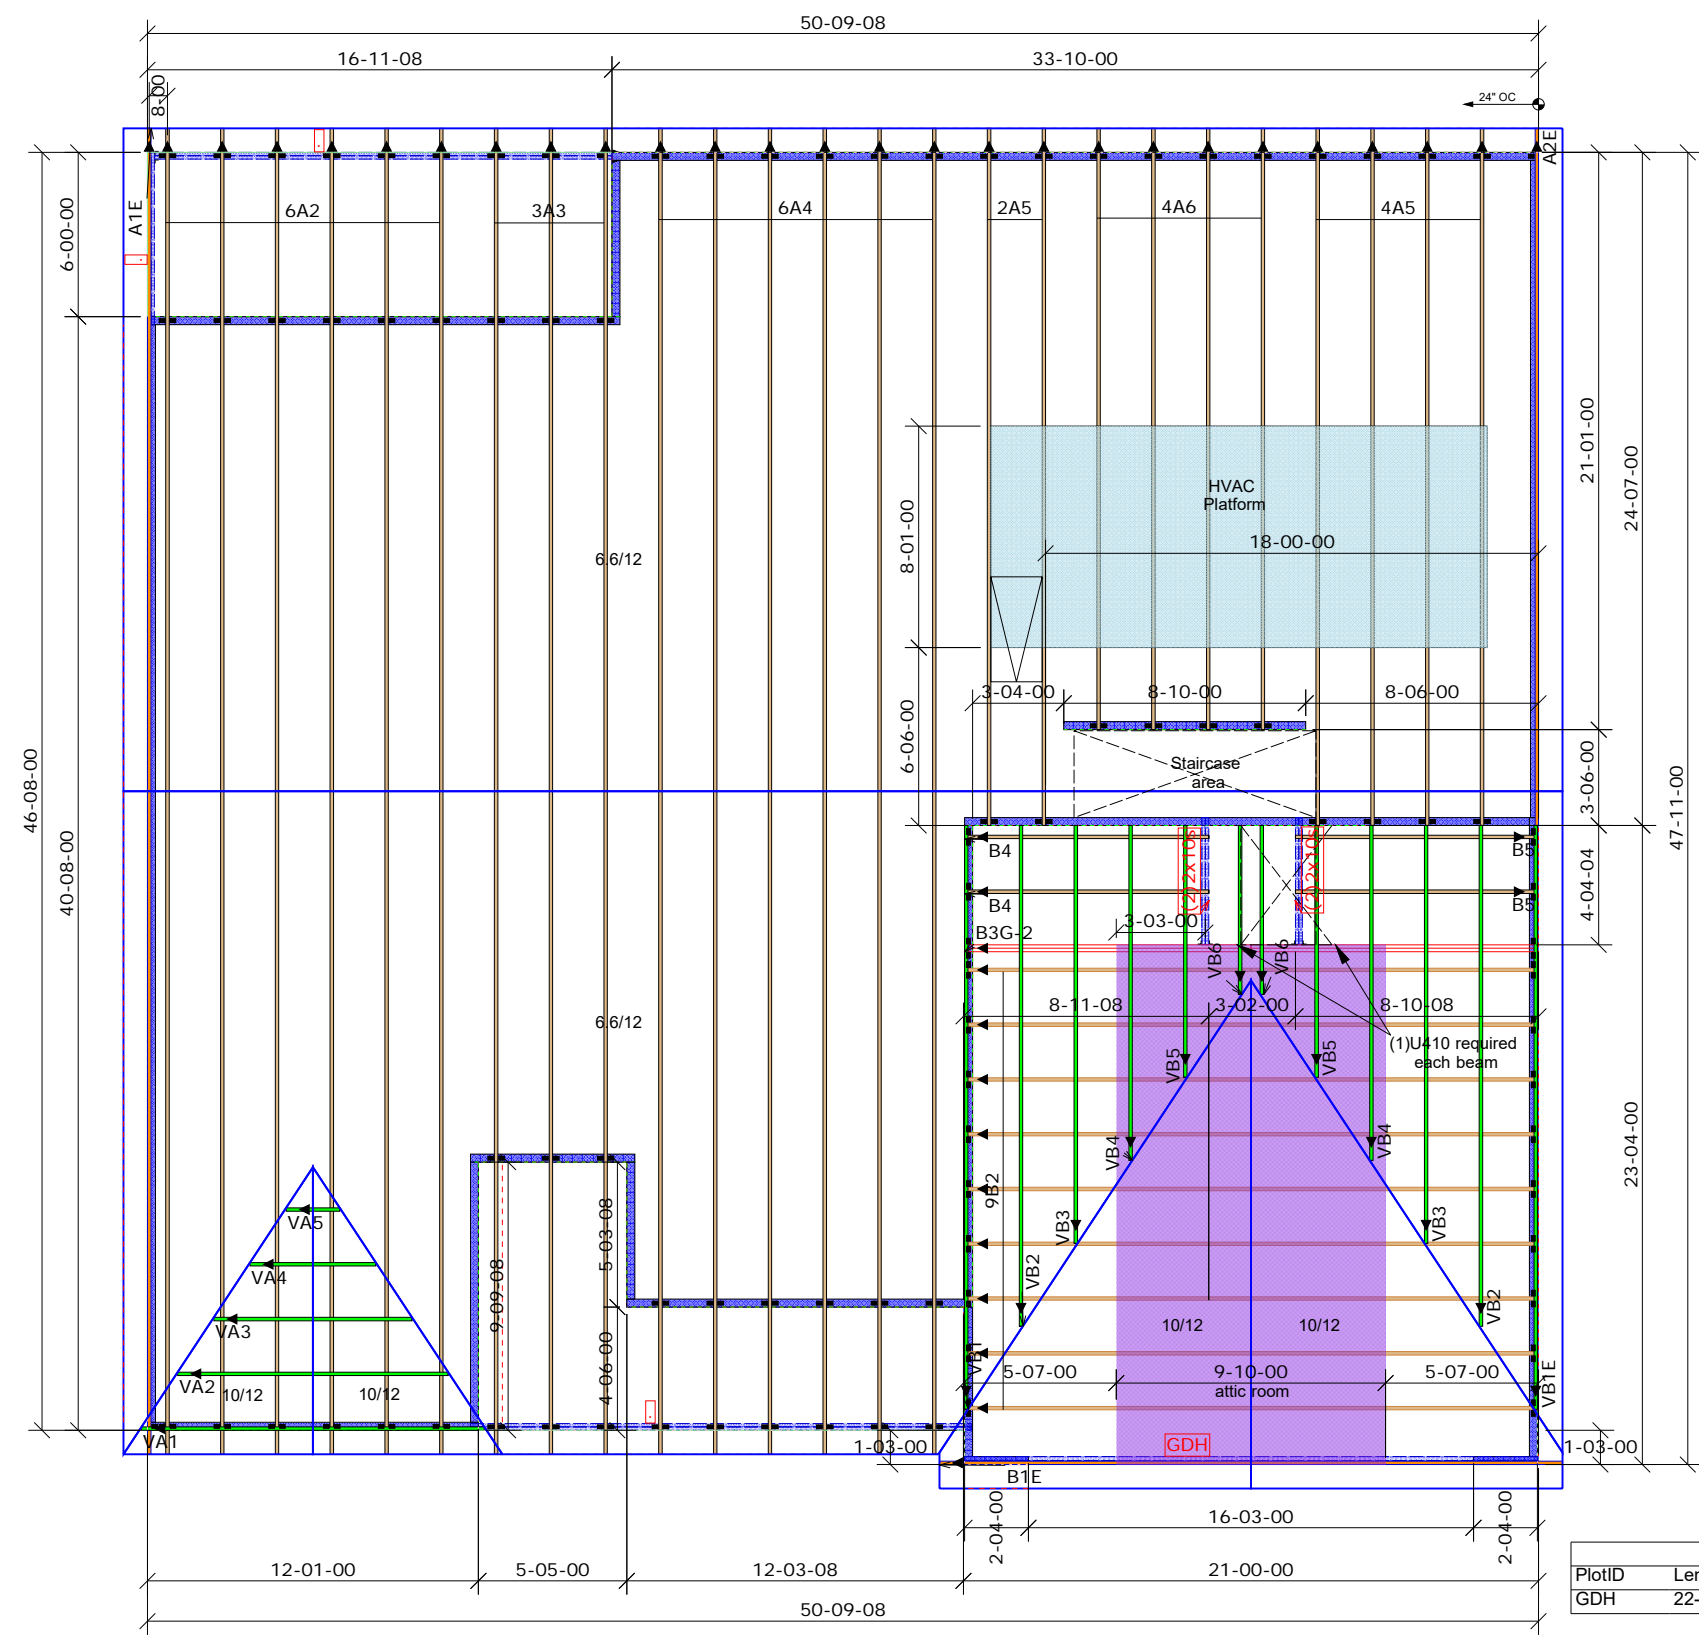 50-09-08
16-11-08
33-10-00
8-00
24" OC
A1E
A2E
6A2
3A3
6A4
2A5
4A6
4A5
6-00-00
46-08-00
40-08-00
21-01-00
24-07-00
47-11-00
HVAC
Platform
8-01-00
18-00-00
6.6/12
3-04-00
8-10-00
8-06-00
6-06-00
Staircase
area
3-06-00
B4
(2)2x10s
(2)2x10s
B5
B4
B5
4-04-04
3-03-00
B3G-2
VB6
VB6
8-11-08
3-02-00
8-10-08
6.6/12
(1)U410 required
each beam
VB5
VB5
VB4
VB4
9B2
23-04-00
VB3
VB3
VB2
VB2
5-03-08
9-09-08
4-06-00
VA5
VA4
VA3
VA2
10/12
10/12
VA1
10/12
10/12
VB1
5-07-00
9-10-00
5-07-00
attic room
VB1E
1-03-00
GDH
1-03-00
B1E
2-04-00
16-03-00
2-04-00
12-01-00
5-05-00
12-03-08
21-00-00
50-09-08
PlotID Len
GDH 22-